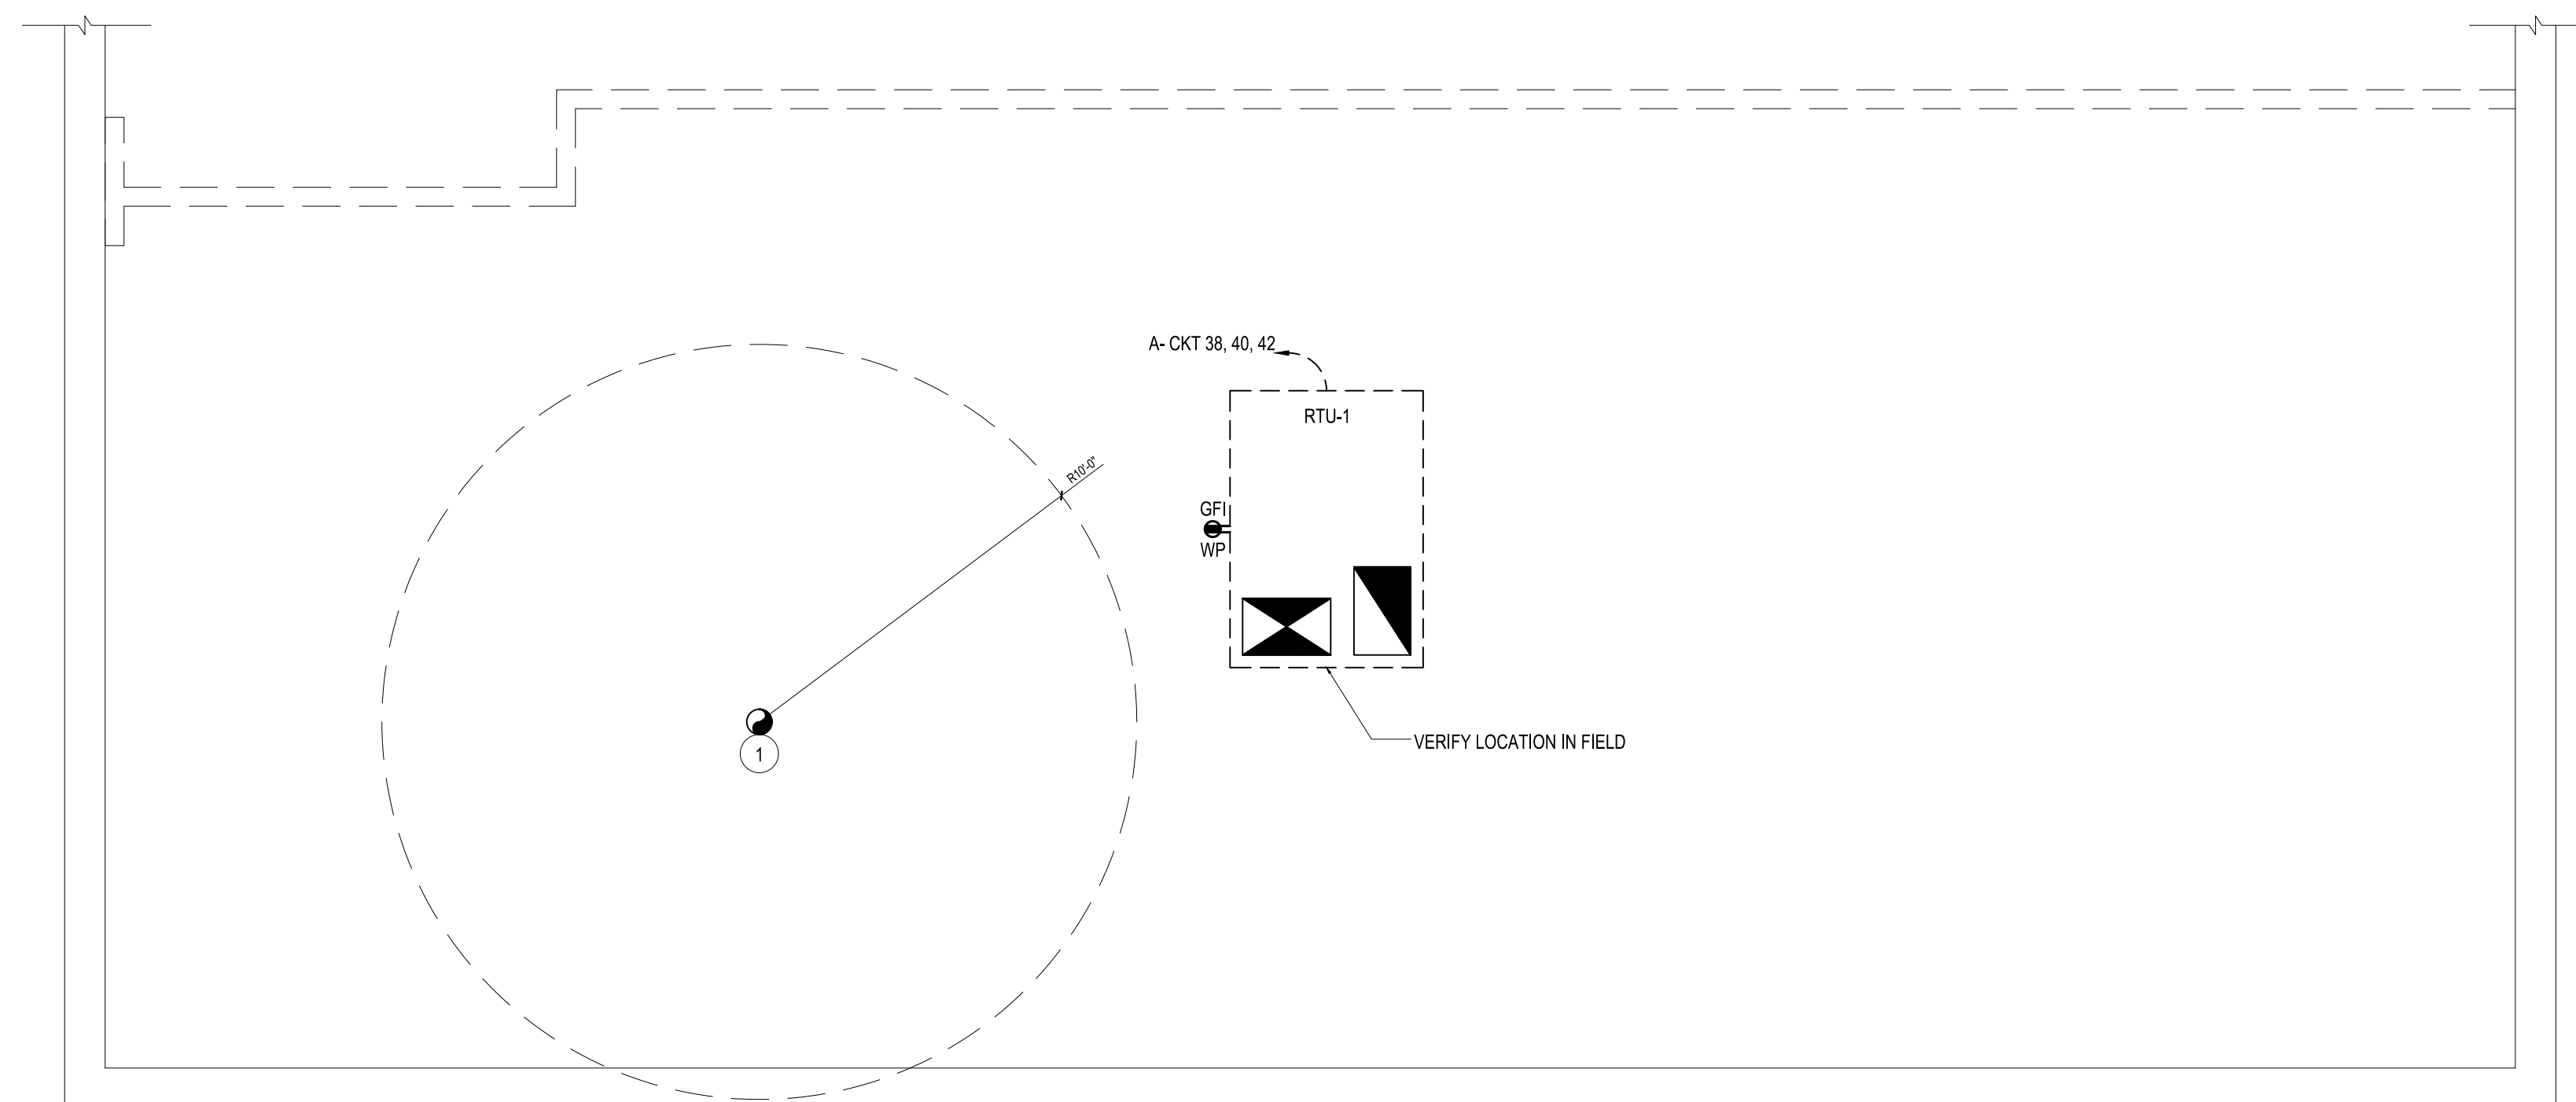 A- CKT 38, 40, 42
RTU-1
R10'-0"
GFI
WP
1
VERIFY LOCATION IN FIELD